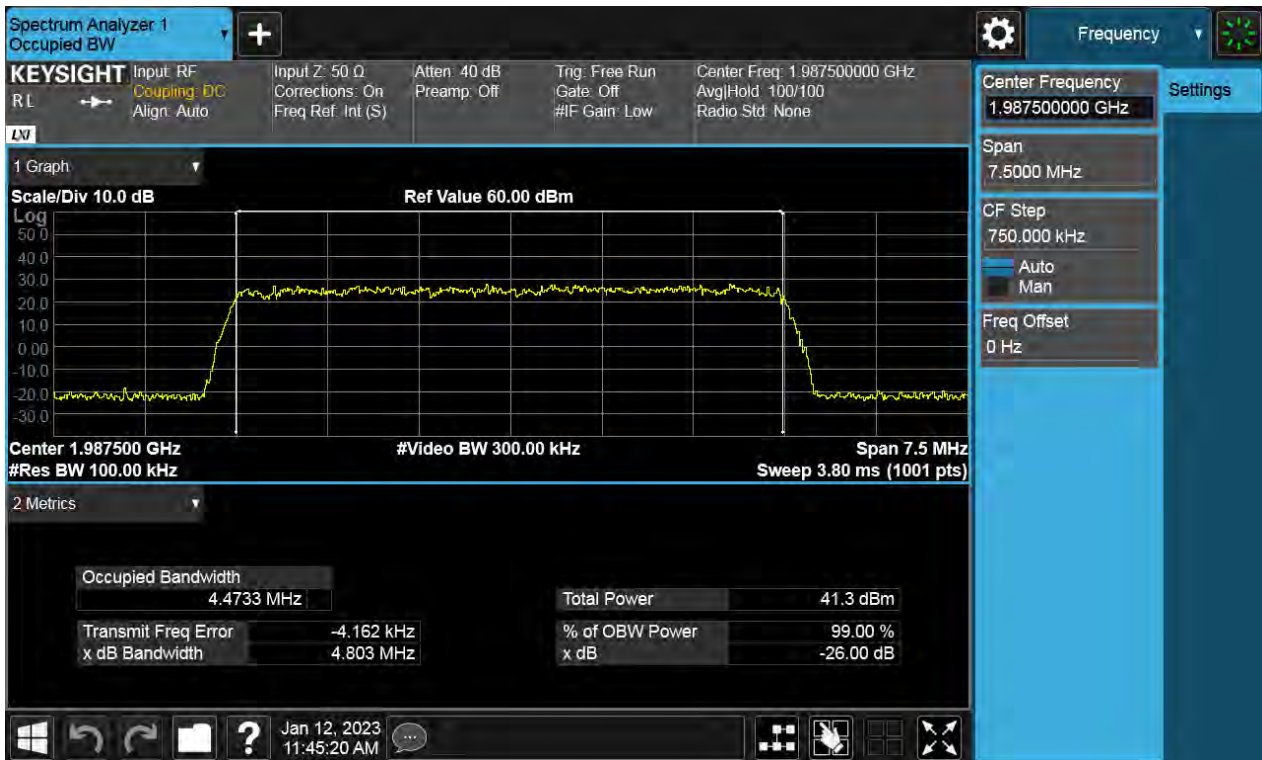 Spectrum Analyzer 1
Occupied BW
+
Frequency
KEYSIGHT
RL
LXI
Input: RF
Coupling: DC
Align: Auto
Input Z: 50 Ω
Corrections: On
Freq Ref: Int (S)
Atten: 40 dB
Preamp: Off
Trig: Free Run
Gate: Off
#IF Gain: Low
Center Freq: 1.987500000 GHz
Avg|Hold: 100/100
Radio Std: None
Center Frequency
1.987500000 GHz
Settings
Span
7.5000 MHz
CF Step
750.000 kHz
Auto
Man
Freq Offset
0 Hz
1 Graph
Scale/Div 10.0 dB
Ref Value 60.00 dBm
Log
50.0
40.0
30.0
20.0
10.0
0.00
-10.0
-20.0
-30.0
Center 1.987500 GHz
#Video BW 300.00 kHz
Span 7.5 MHz
#Res BW 100.00 kHz
Sweep 3.80 ms (1001 pts)
2 Metrics
Occupied Bandwidth
4.4733 MHz
Total Power 41.3 dBm
Transmit Freq Error -4.162 kHz
% of OBW Power 99.00 %
x dB Bandwidth 4.803 MHz
x dB -26.00 dB
?
Jan 12, 2023
11:45:20 AM